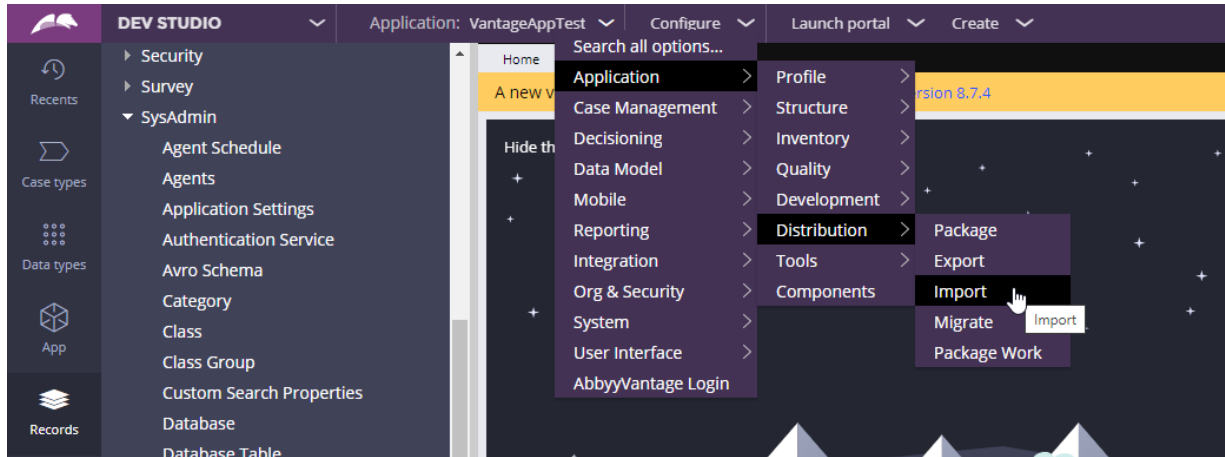 DEV STUDIO
Application: VantageAppTest
Configure
Launch portal
Create
Recents
Case types
Data types
App
Records
Security
Survey
SysAdmin
Agent Schedule
Agents
Application Settings
Authentication Service
Avro Schema
Category
Class
Class Group
Custom Search Properties
Database
Database Table
Home
A new v
ersion 8.7.4
Hide th
Search all options...
Application
Case Management
Decisioning
Data Model
Mobile
Reporting
Integration
Org & Security
System
User Interface
AbbyyVantage Login
Profile
Structure
Inventory
Quality
Development
Distribution
Tools
Components
Package
Export
Import
Migrate
Package Work
Import